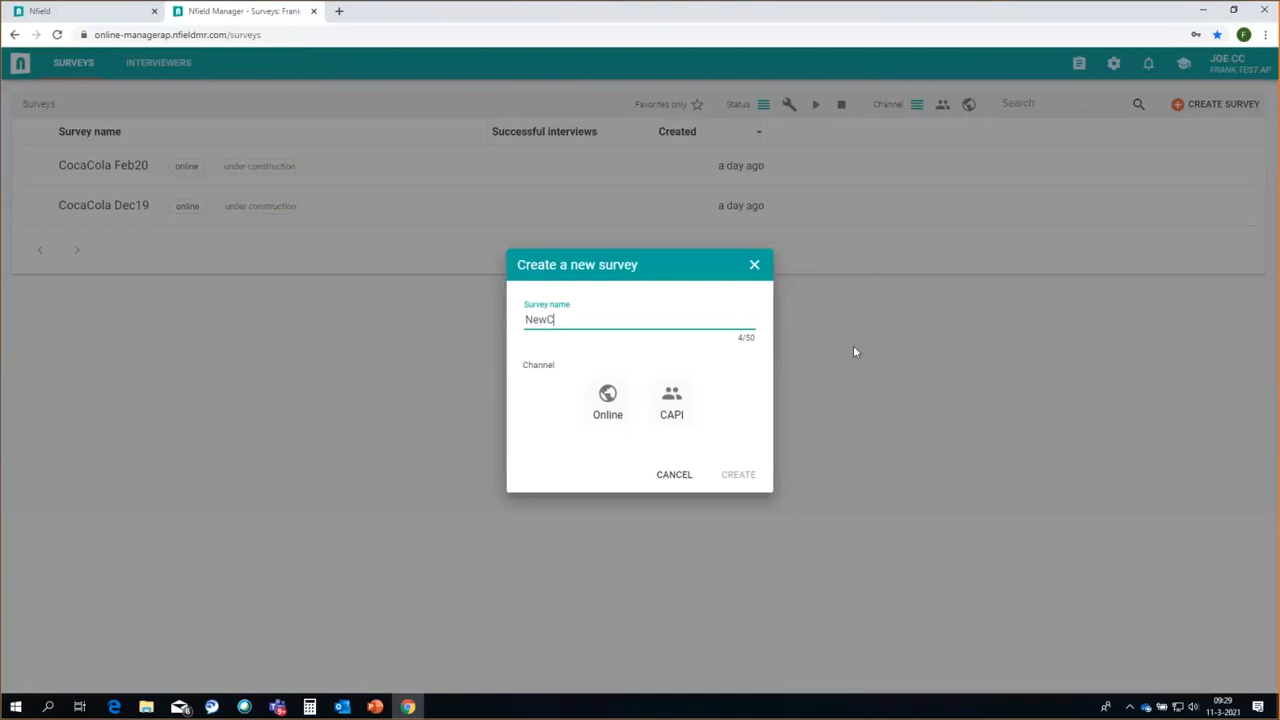 Nfield
Nfield Manager - Surveys: Frank
online-managerap.nfieldmr.com/surveys
F
n SURVEYS INTERVIEWERS
JOE CC
FRANK TEST AP
Surveys Favorites only Status Channel Search CREATE SURVEY
Survey name Successful interviews Created
CocaCola Feb20 online under construction a day ago
CocaCola Dec19 online under construction a day ago
Create a new survey
Survey name
NewC
4/50
Channel
Online CAPI
CANCEL CREATE
09:29
11-3-2021